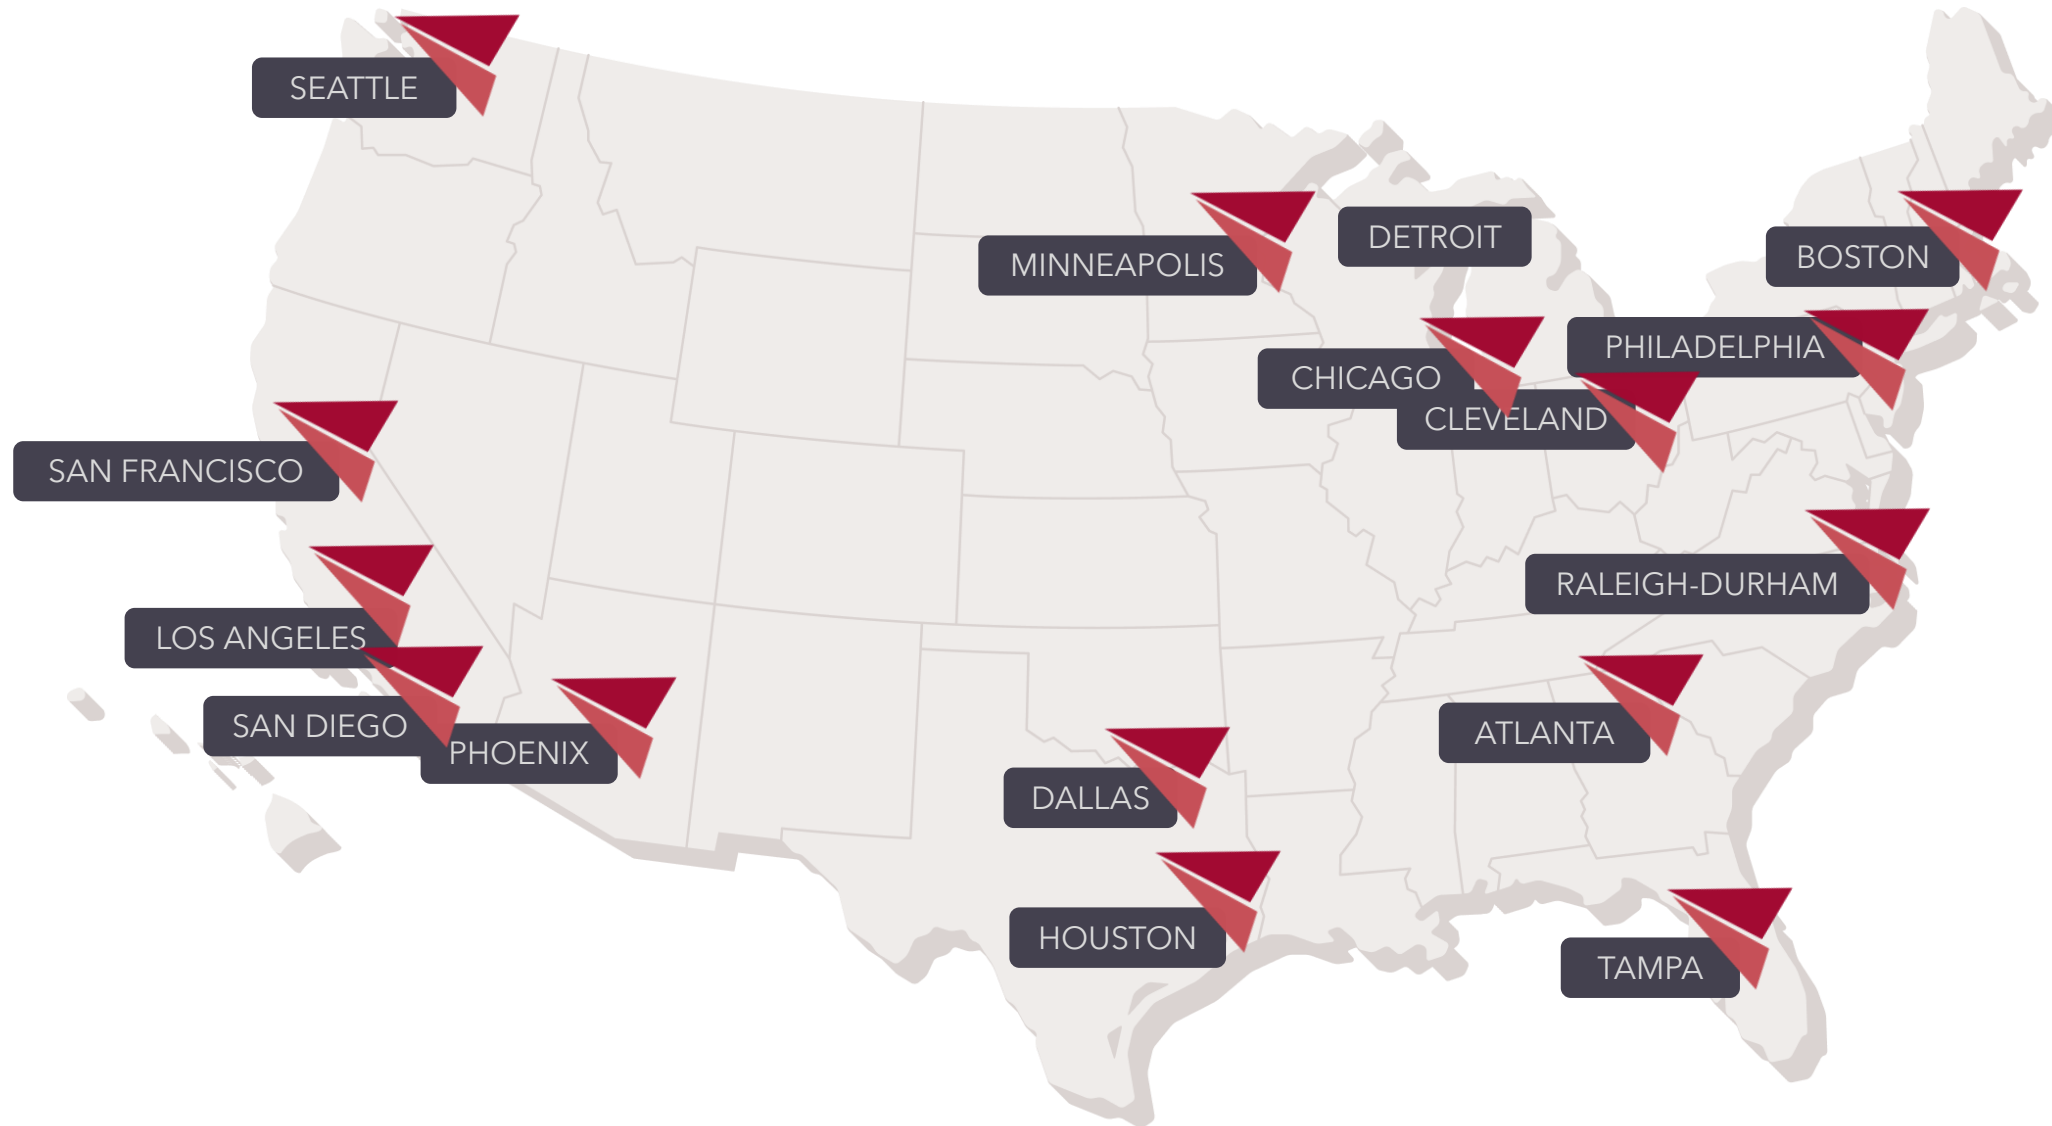 SEATTLE
DETROIT
BOSTON
MINNEAPOLIS
PHILADELPHIA
CHICAGO
CLEVELAND
SAN FRANCISCO
RALEIGH-DURHAM
LOS ANGELES
SAN DIEGO
ATLANTA
PHOENIX
DALLAS
HOUSTON
TAMPA